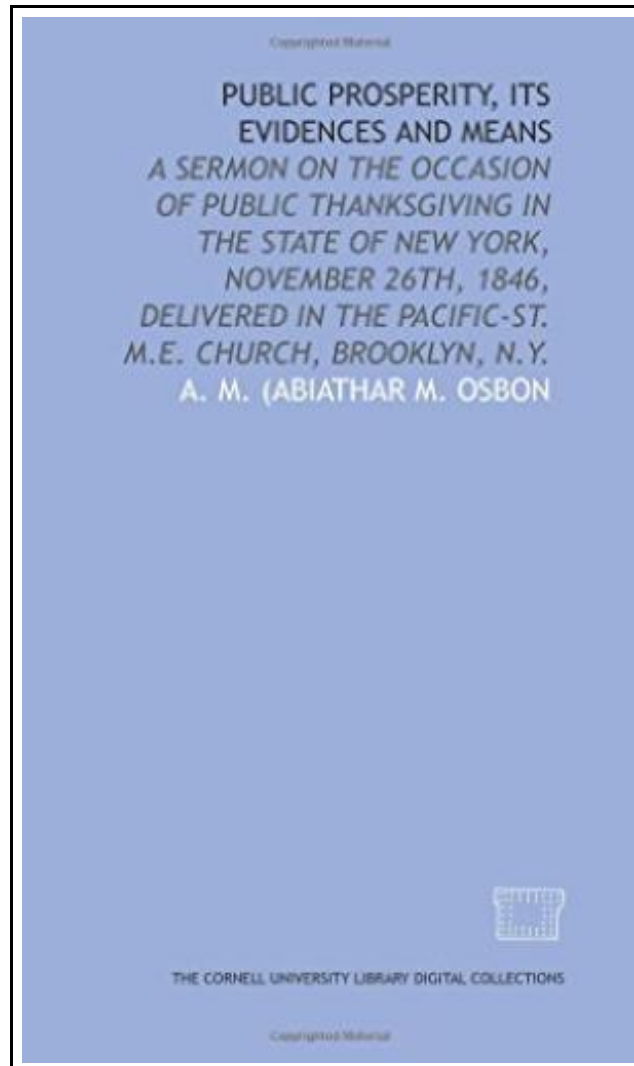 Copyrighted Material
PUBLIC PROSPERITY, ITS
EVIDENCES AND MEANS
A SERMON ON THE OCCASION
OF PUBLIC THANKSGIVING IN
THE STATE OF NEW YORK,
NOVEMBER 26TH, 1846,
DELIVERED IN THE PACIFIC-ST.
M.E. CHURCH, BROOKLYN, N.Y.
A. M. (ABIATHAR M. OSBON
THE CORNELL UNIVERSITY LIBRARY DIGITAL COLLECTIONS
Copyrighted Material